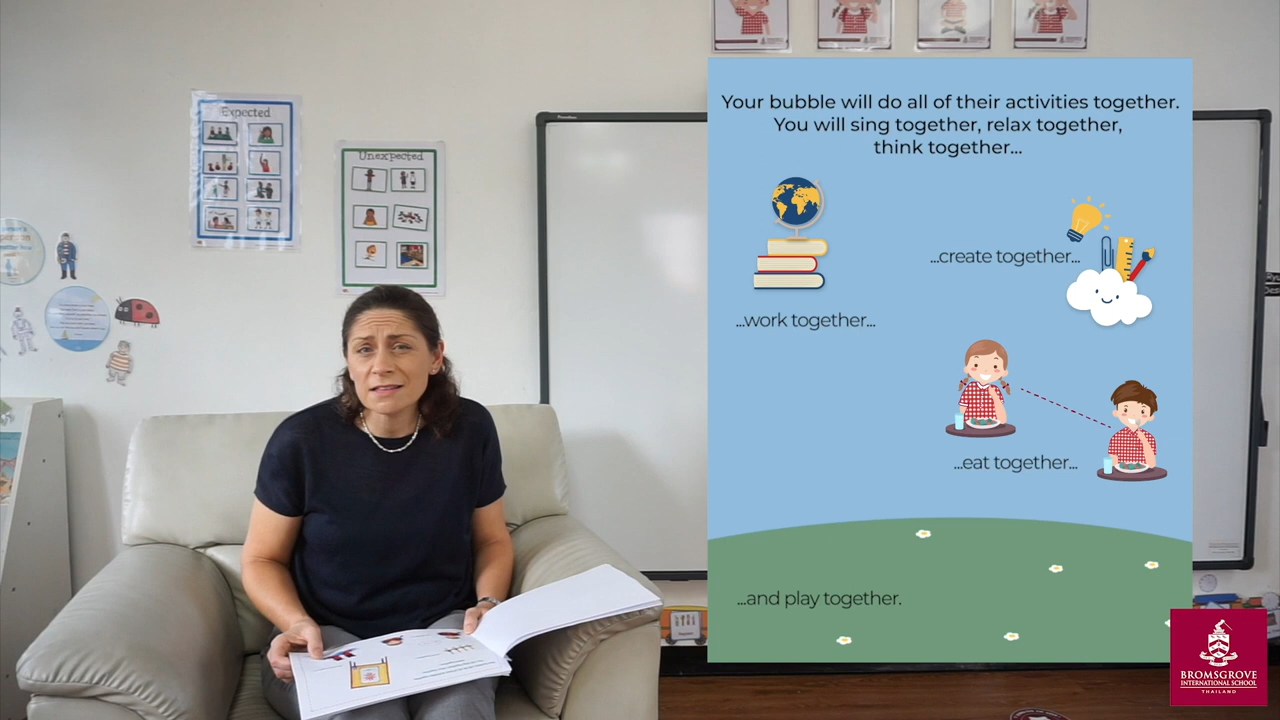 Expected
Unexpected
Your bubble will do all of their activities together.
You will sing together, relax together,
think together...
...work together...
...create together...
...eat together...
...and play together.
BROMSGROVE
INTERNATIONAL SCHOOL
THAILAND